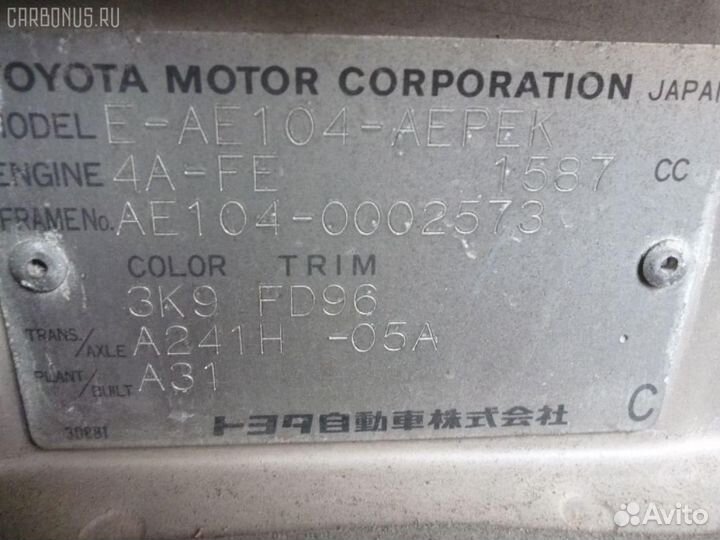 CARBONUS.RU
TOYOTA MOTOR CORPORATION JAPAN
MODEL E-AE104-AEPEK
ENGINE 4A-FE 1587 CC
FRAME No. AE104-0002573
COLOR TRIM
3K9 FD96
TRANS./AXLE A241H -05A
PLANT/BUILT A31
トヨタ自動車株式会社 C
Avito